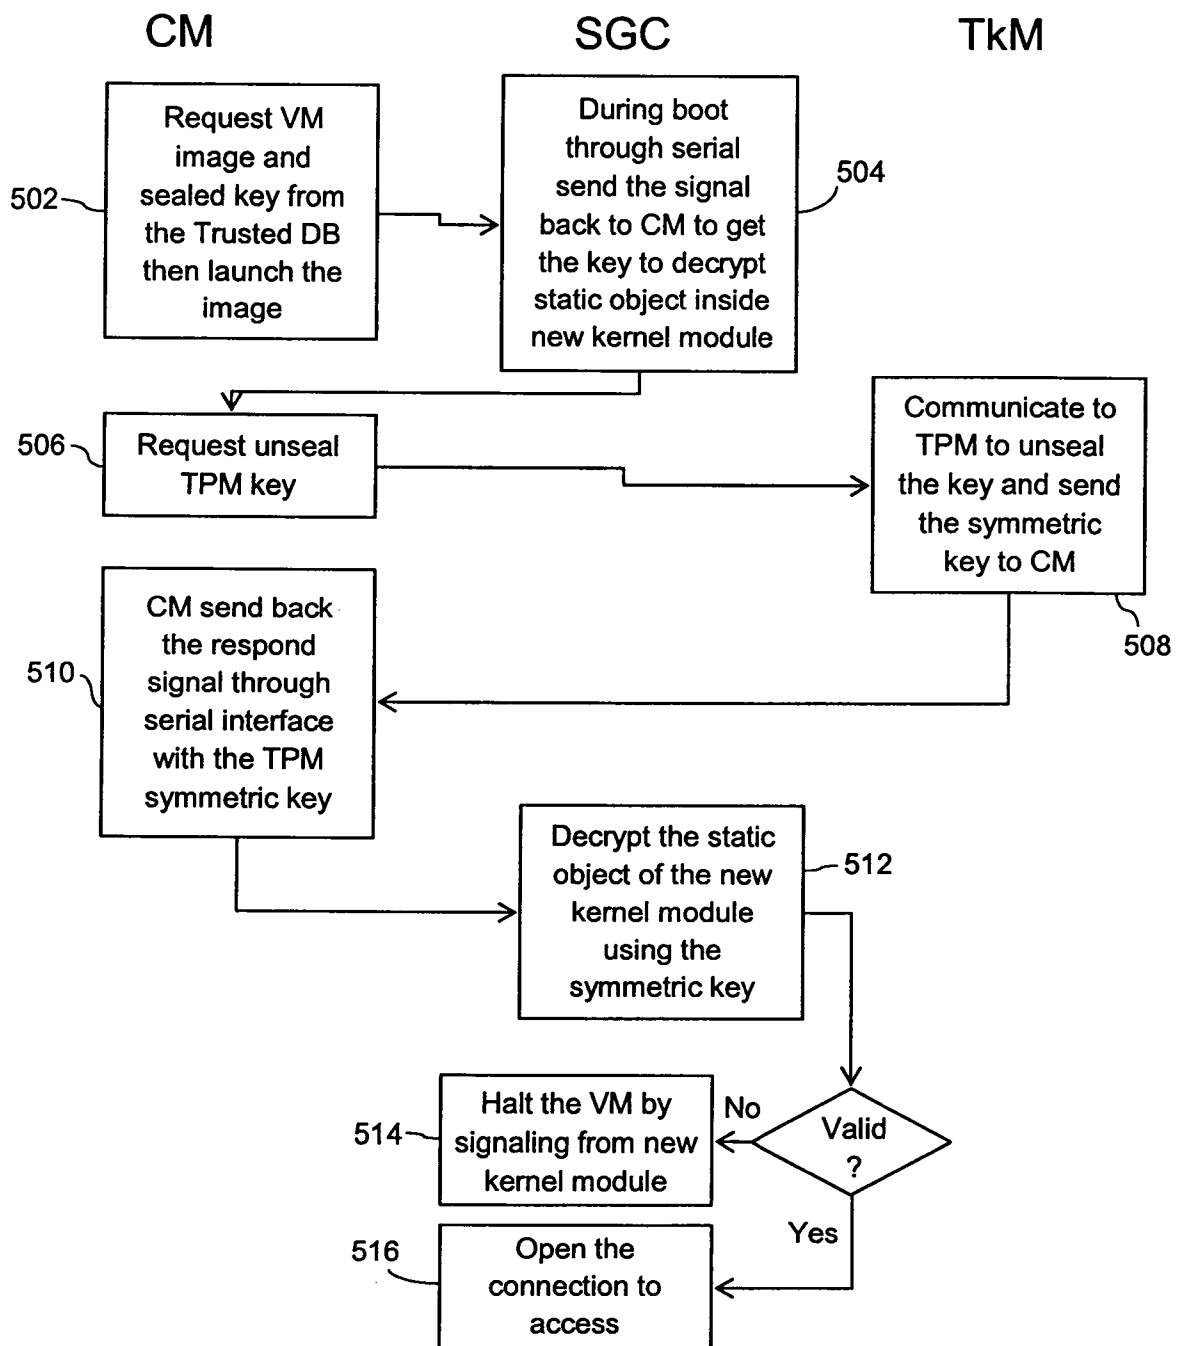 CM
SGC
TkM
502
Request VM
image and
sealed key from
the Trusted DB
then launch the
image
During boot
through serial
send the signal
back to CM to get
the key to decrypt
static object inside
new kernel module
504
506
Request unseal
TPM key
Communicate to
TPM to unseal
the key and send
the symmetric
key to CM
508
510
CM send back
the respond
signal through
serial interface
with the TPM
symmetric key
Decrypt the static
object of the new
kernel module
using the
symmetric key
512
514
Halt the VM by
signaling from new
kernel module
No
Valid
?
Yes
516
Open the
connection to
access